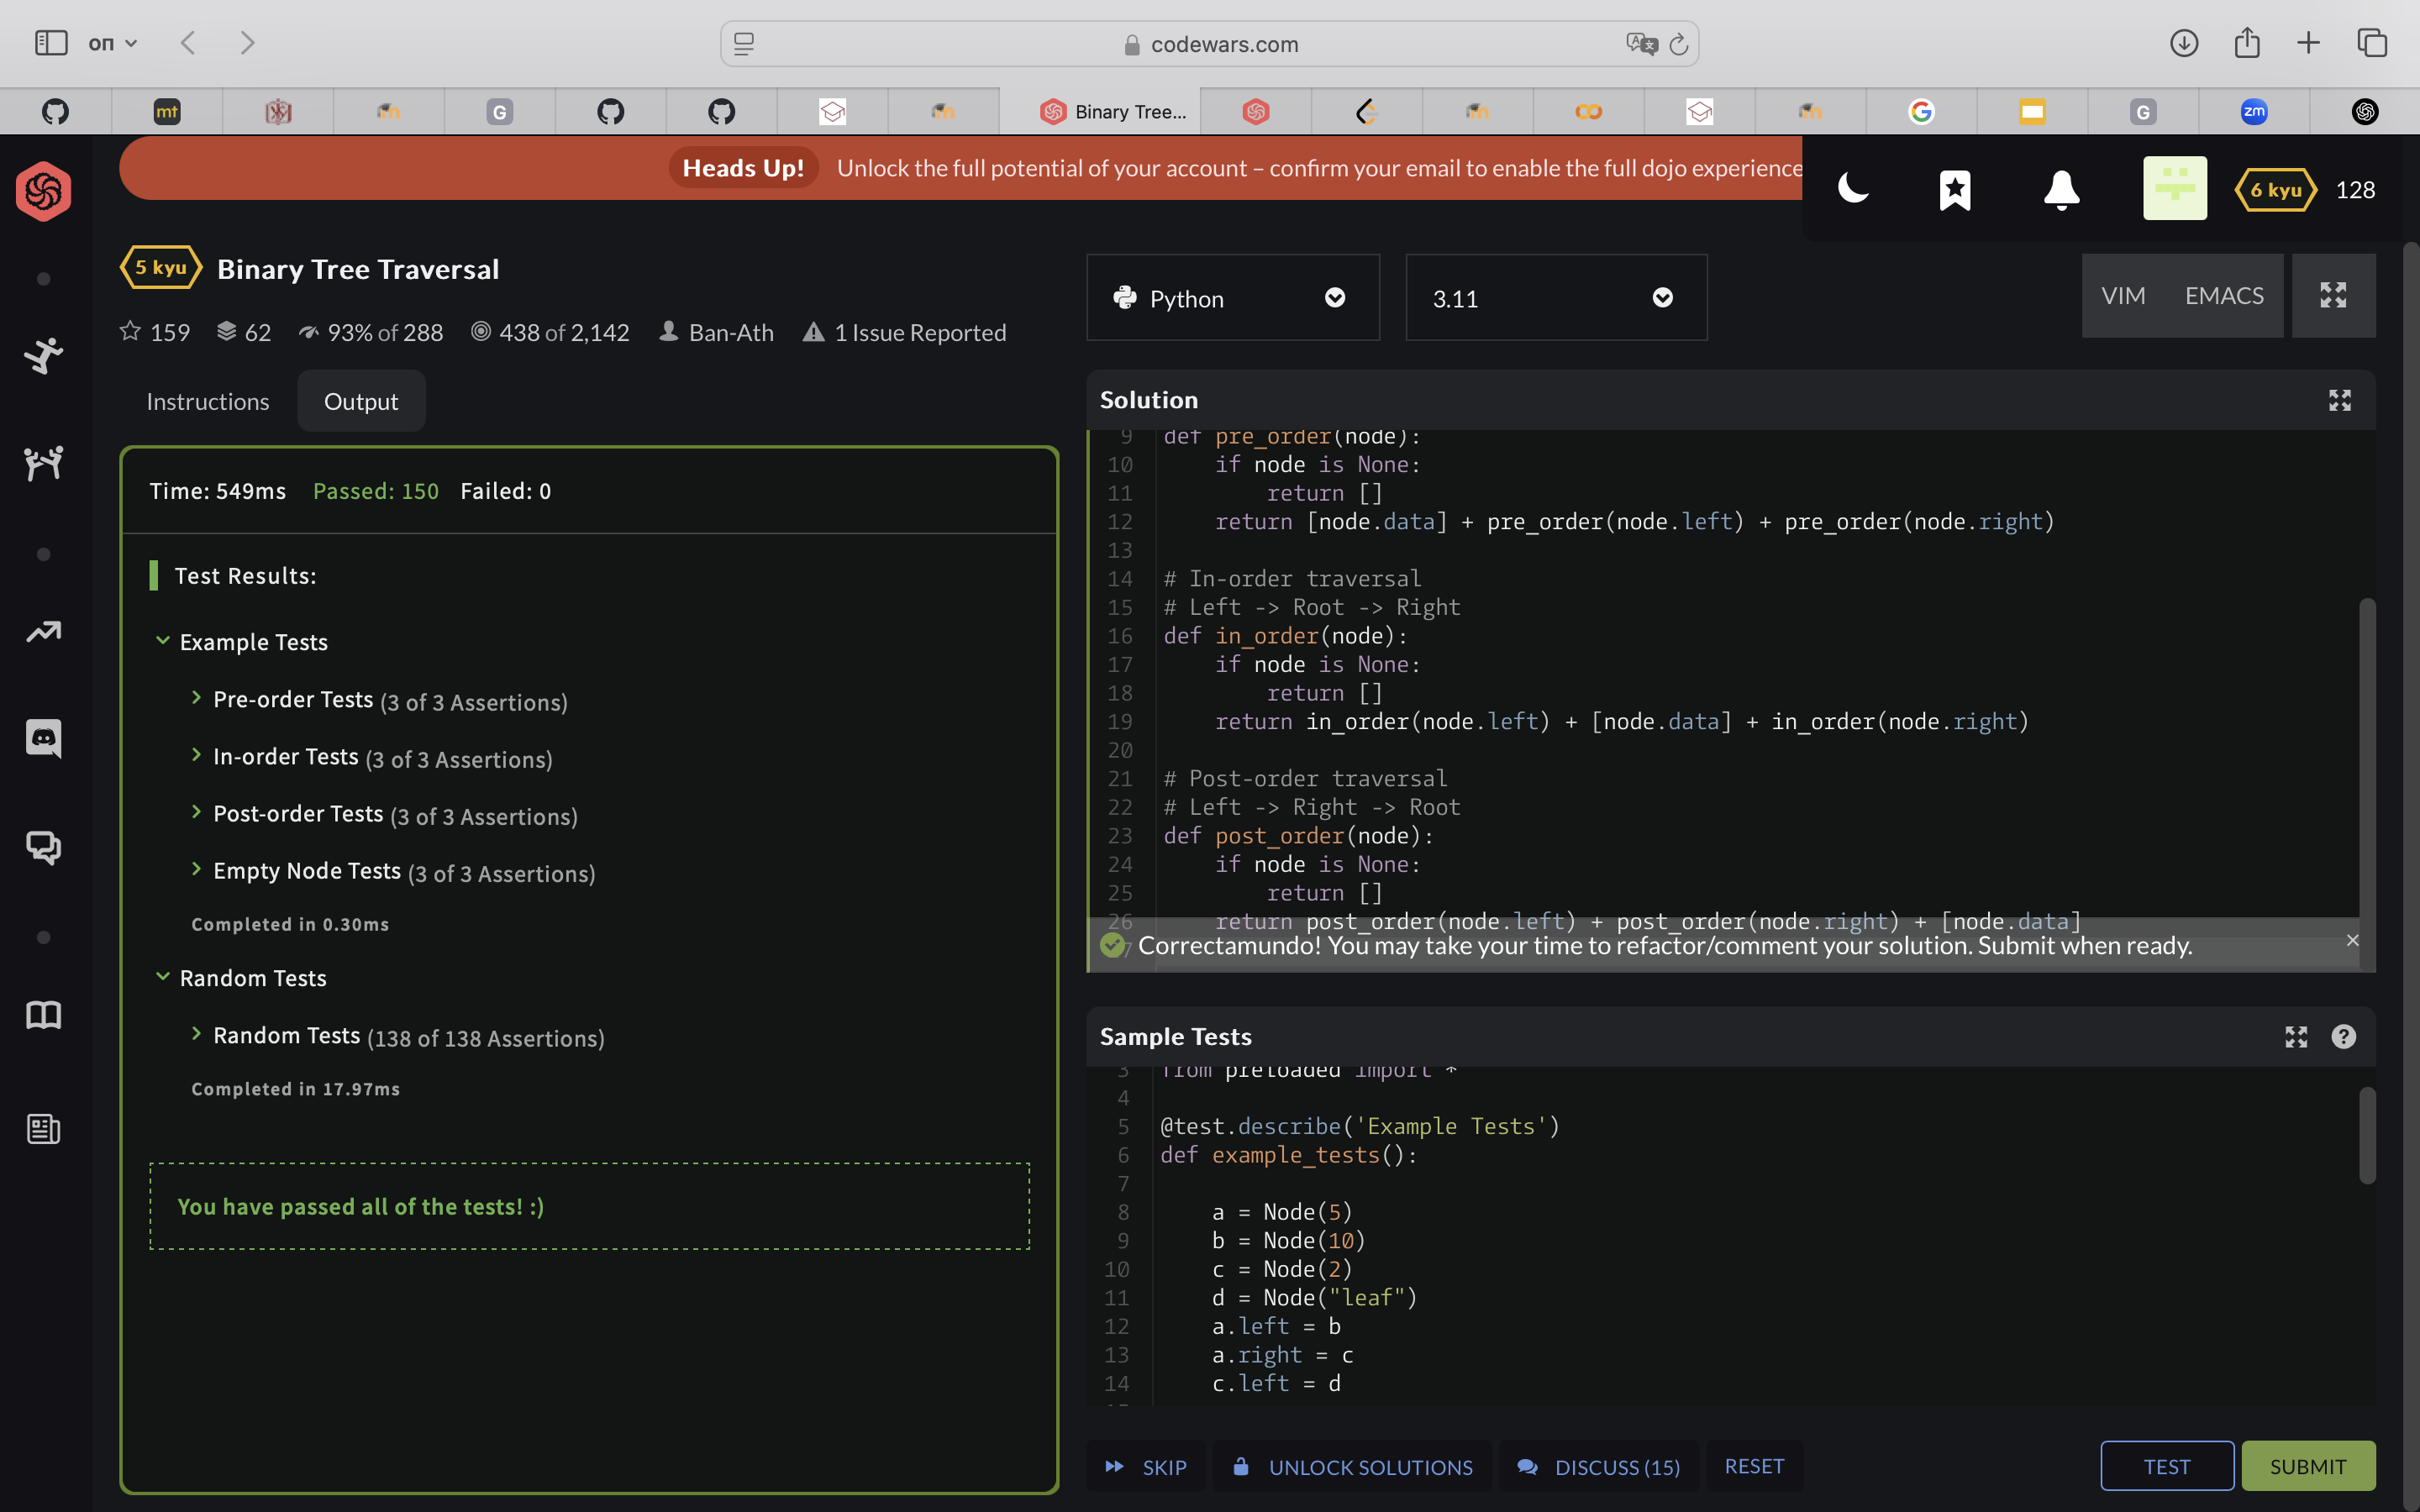 оп
codewars.com
mt
G
Binary Tree...
G
zm
Heads Up! Unlock the full potential of your account – confirm your email to enable the full dojo experience
6 kyu 128
5 kyu Binary Tree Traversal
159 62 93% of 288 438 of 2,142 Ban-Ath 1 Issue Reported
Instructions Output
Time: 549ms Passed: 150 Failed: 0
Test Results:
Example Tests
Pre-order Tests (3 of 3 Assertions)
In-order Tests (3 of 3 Assertions)
Post-order Tests (3 of 3 Assertions)
Empty Node Tests (3 of 3 Assertions)
Completed in 0.30ms
Random Tests
Random Tests (138 of 138 Assertions)
Completed in 17.97ms
You have passed all of the tests! :)
Python 3.11 VIM EMACS
Solution
9 def pre_order(node):
10 if node is None:
11 return []
12 return [node.data] + pre_order(node.left) + pre_order(node.right)
13
14 # In-order traversal
15 # Left -> Root -> Right
16 def in_order(node):
17 if node is None:
18 return []
19 return in_order(node.left) + [node.data] + in_order(node.right)
20
21 # Post-order traversal
22 # Left -> Right -> Root
23 def post_order(node):
24 if node is None:
25 return []
26 return post_order(node.left) + post_order(node.right) + [node.data]
Correctamundo! You may take your time to refactor/comment your solution. Submit when ready.
Sample Tests
3 from preloaded import *
4
5 @test.describe('Example Tests')
6 def example_tests():
7
8 a = Node(5)
9 b = Node(10)
10 c = Node(2)
11 d = Node("leaf")
12 a.left = b
13 a.right = c
14 c.left = d
SKIP UNLOCK SOLUTIONS DISCUSS (15) RESET TEST SUBMIT